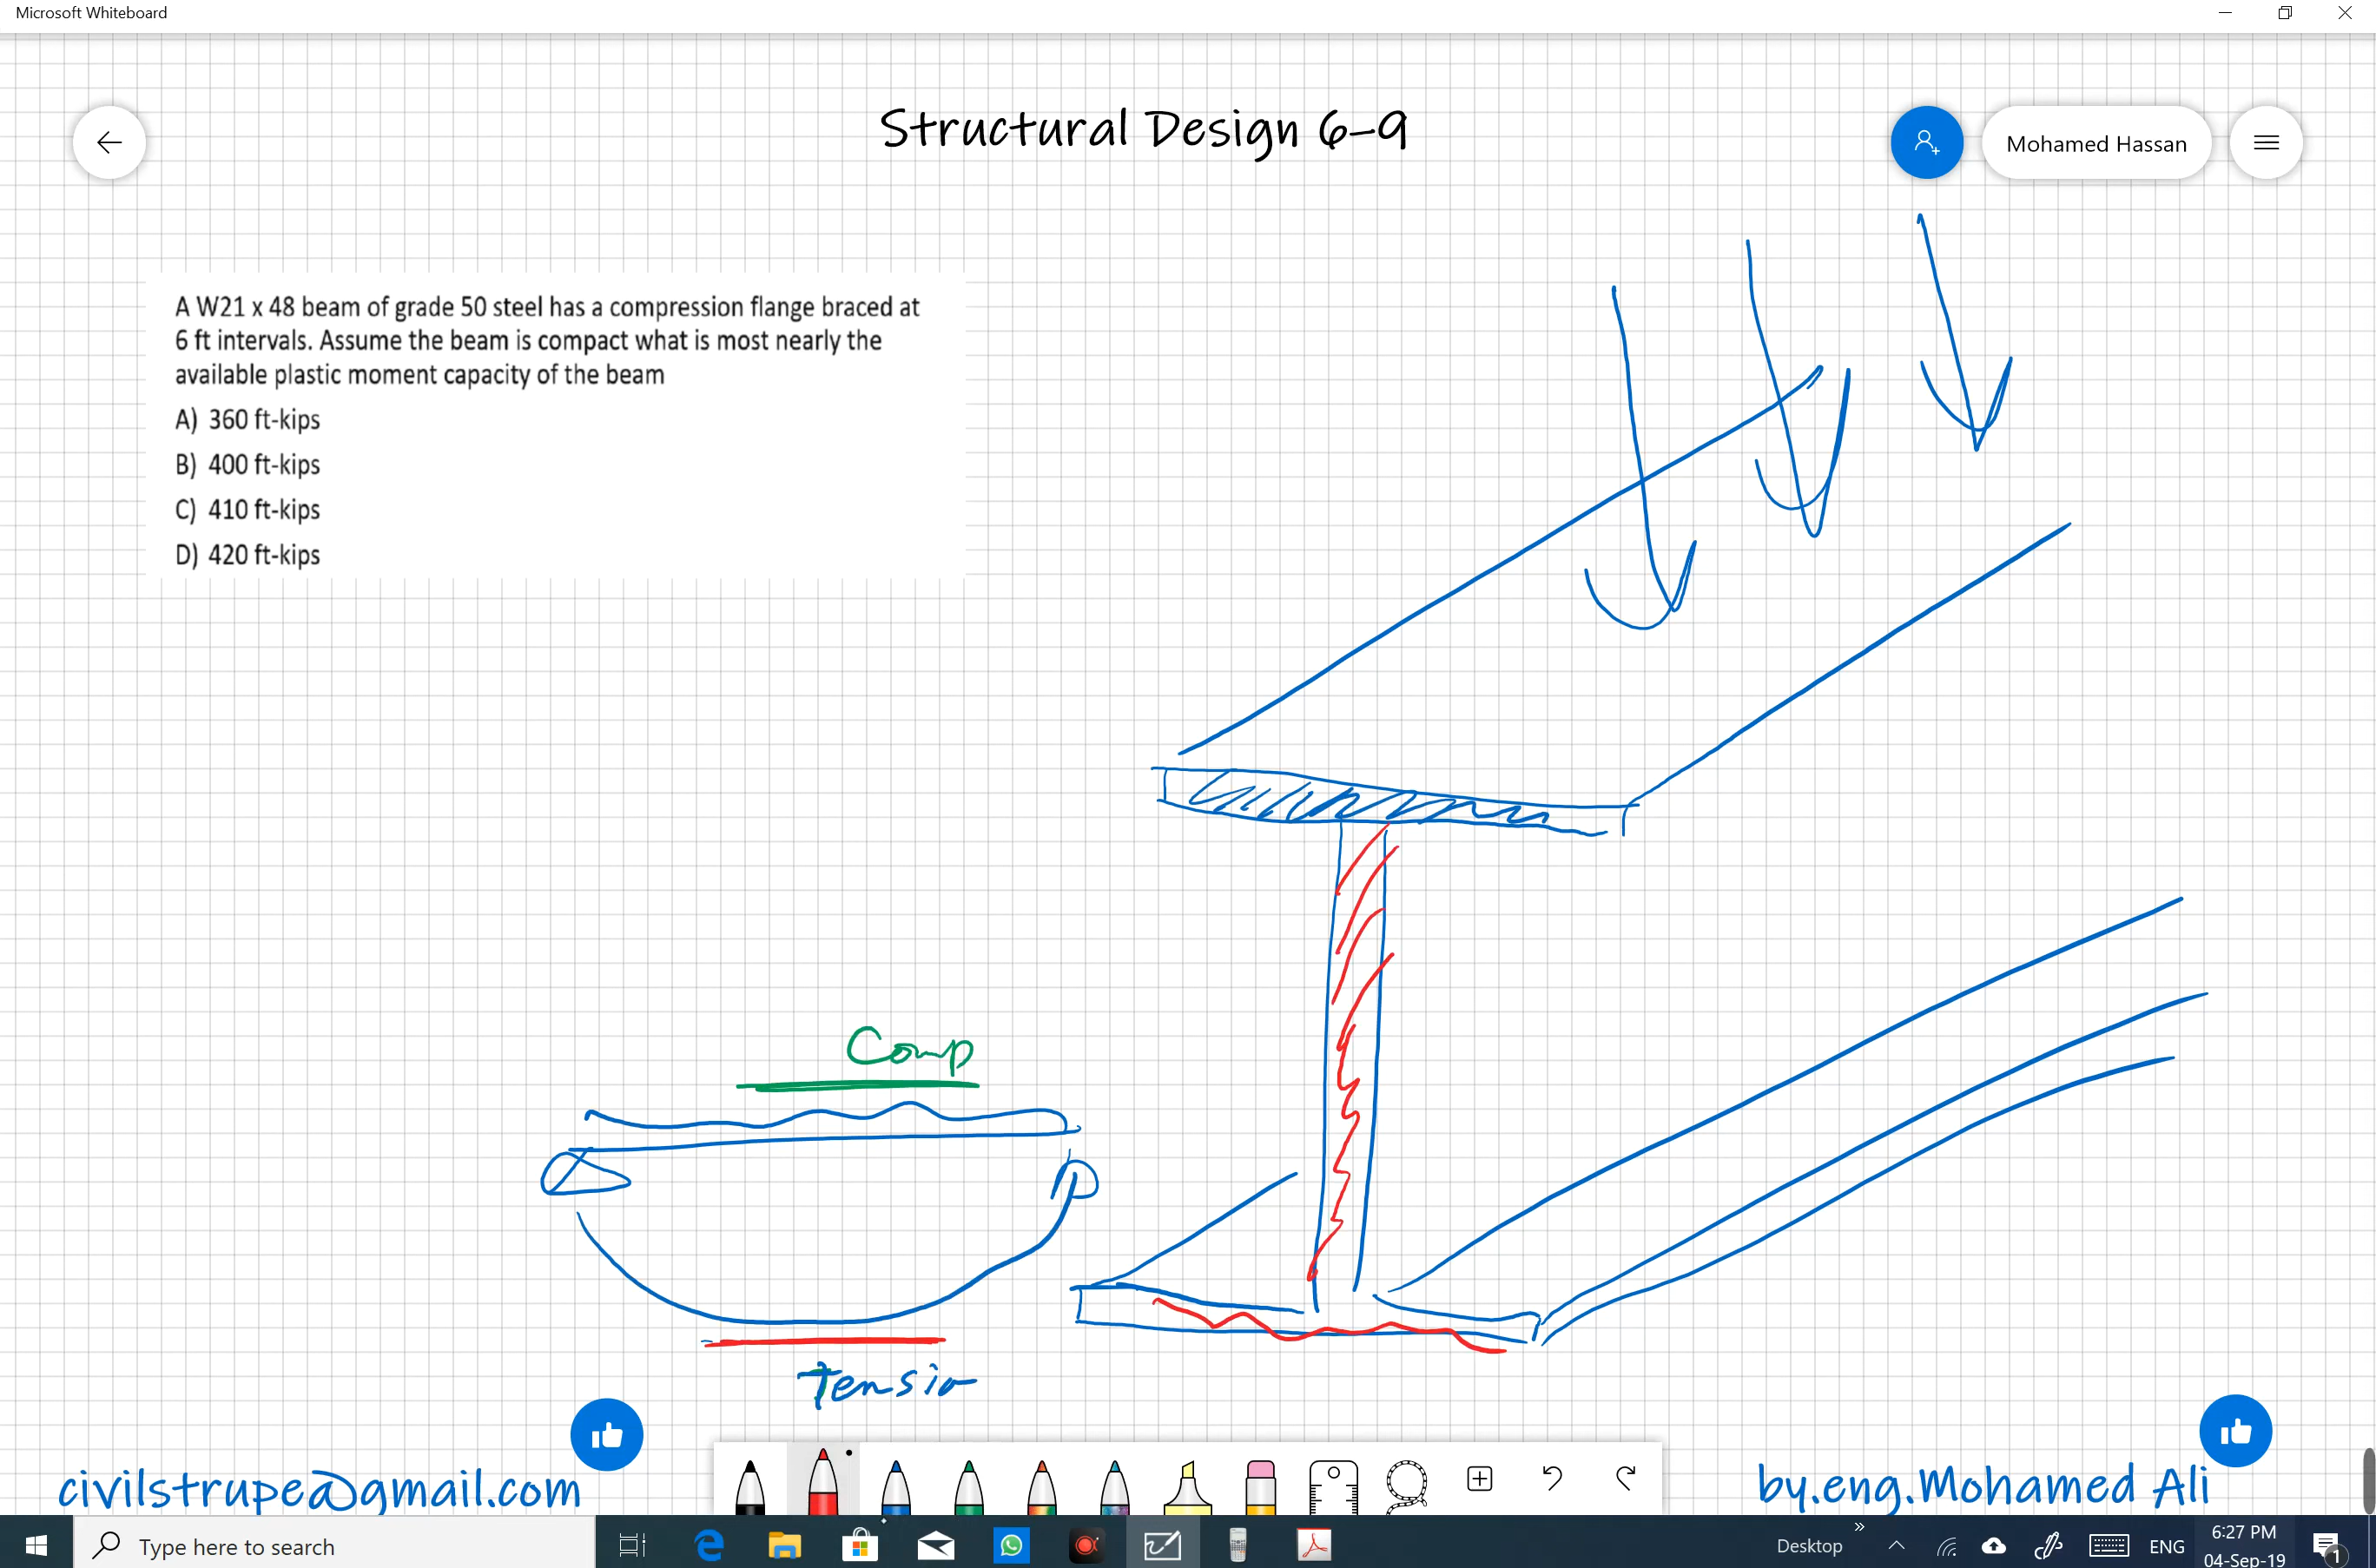 Microsoft Whiteboard
Structural Design 6-9
Mohamed Hassan
A W21 x 48 beam of grade 50 steel has a compression flange braced at
6 ft intervals. Assume the beam is compact what is most nearly the
available plastic moment capacity of the beam
A) 360 ft-kips
B) 400 ft-kips
C) 410 ft-kips
D) 420 ft-kips
Comp
Tensio
civilstrupe@gmail.com
by.eng.Mohamed Ali
Type here to search
Desktop
ENG
6:27 PM
04-Sep-19
1